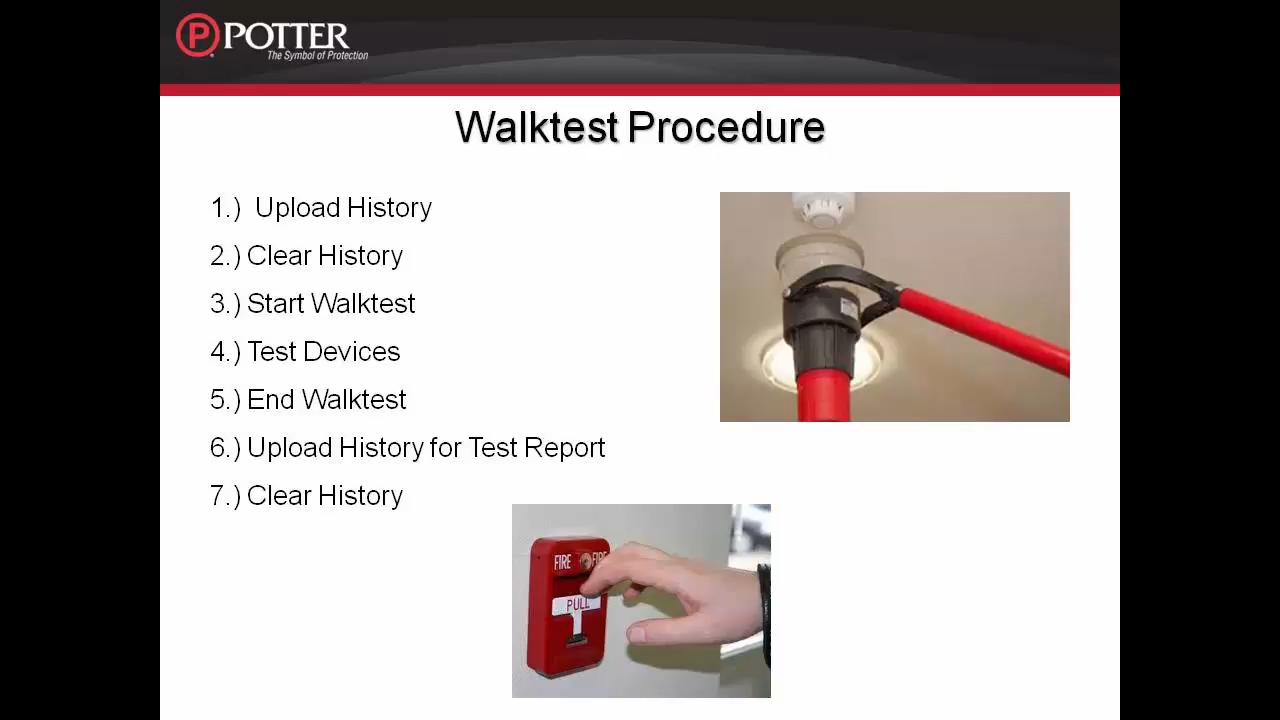 P POTTER
The Symbol of Protection
Walktest Procedure
1.) Upload History
2.) Clear History
3.) Start Walktest
4.) Test Devices
5.) End Walktest
6.) Upload History for Test Report
7.) Clear History
FIRE FIRE
PULL